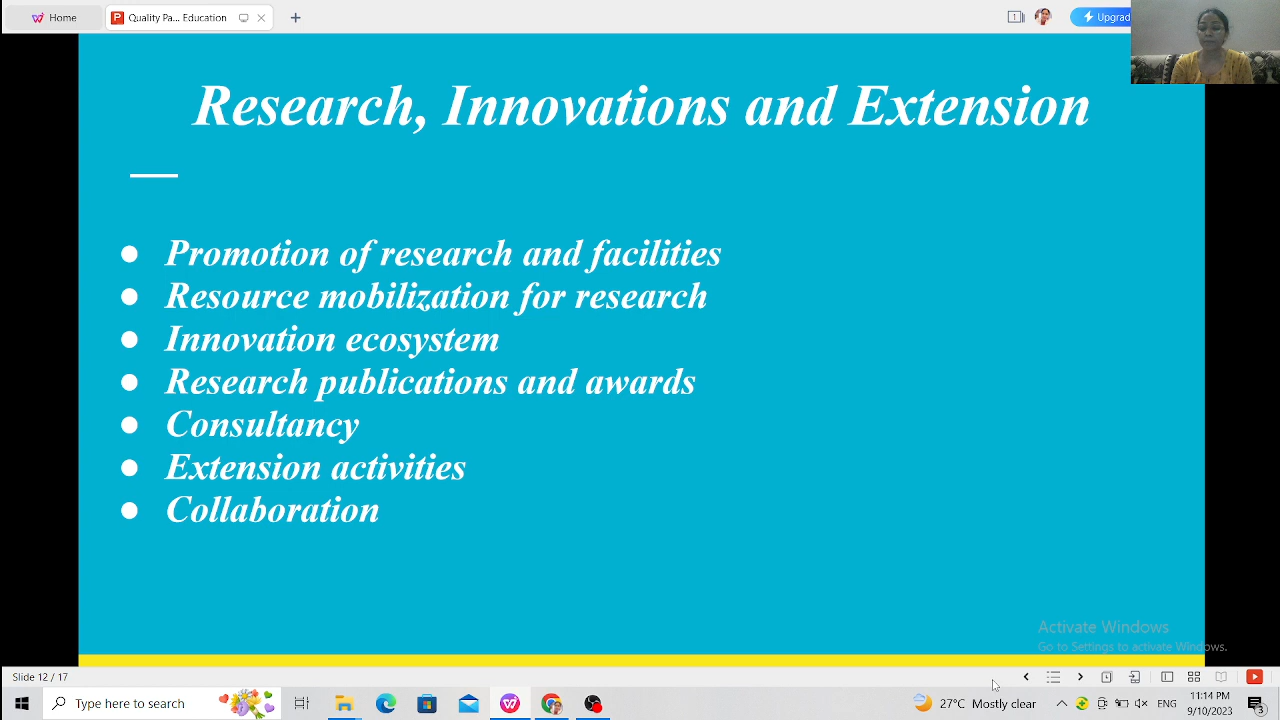 Home
Quality Pa... Education
1
Upgrad
Research, Innovations and Extension
● Promotion of research and facilities
● Resource mobilization for research
● Innovation ecosystem
● Research publications and awards
● Consultancy
● Extension activities
● Collaboration
Activate Windows
Go to Settings to activate Windows.
Slide 12 / 17
Type here to search
27°C Mostly clear
ENG
11:14 PM
9/10/2023
3